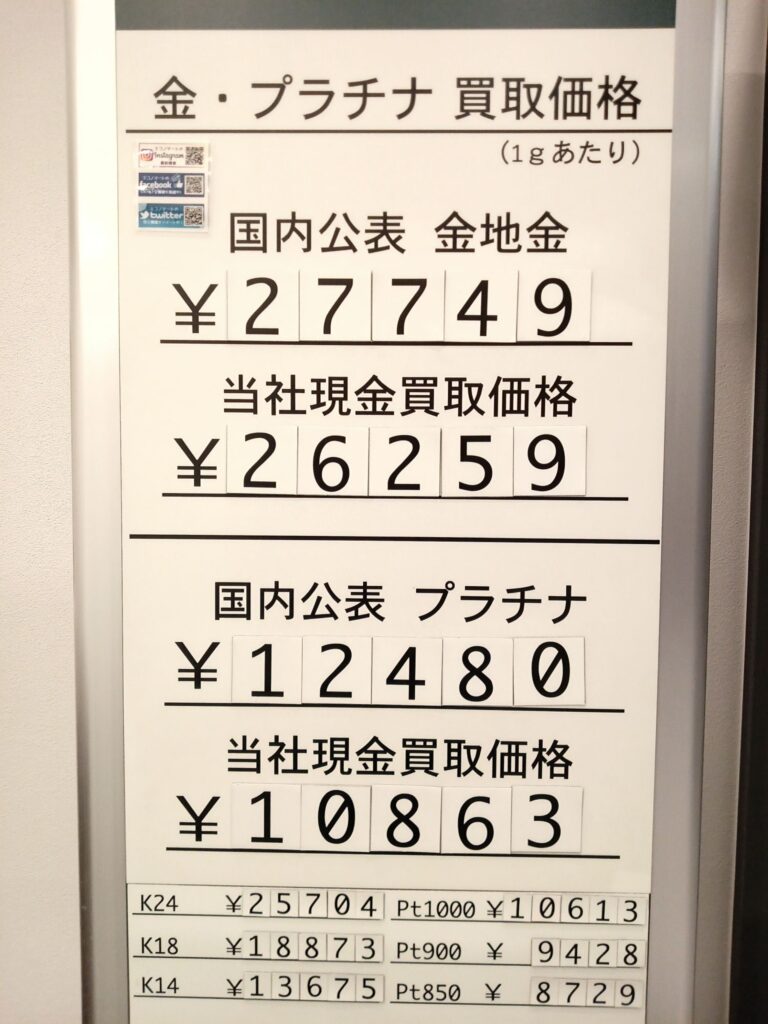 金・プラチナ 買取価格
(1gあたり)
Instagram
facebook
twitter
国内公表 金地金
¥27749
当社現金買取価格
¥26259
国内公表 プラチナ
¥12480
当社現金買取価格
¥10863
K24 ¥25704 Pt1000 ¥10613
K18 ¥18873 Pt900 ¥ 9428
K14 ¥13675 Pt850 ¥ 8729